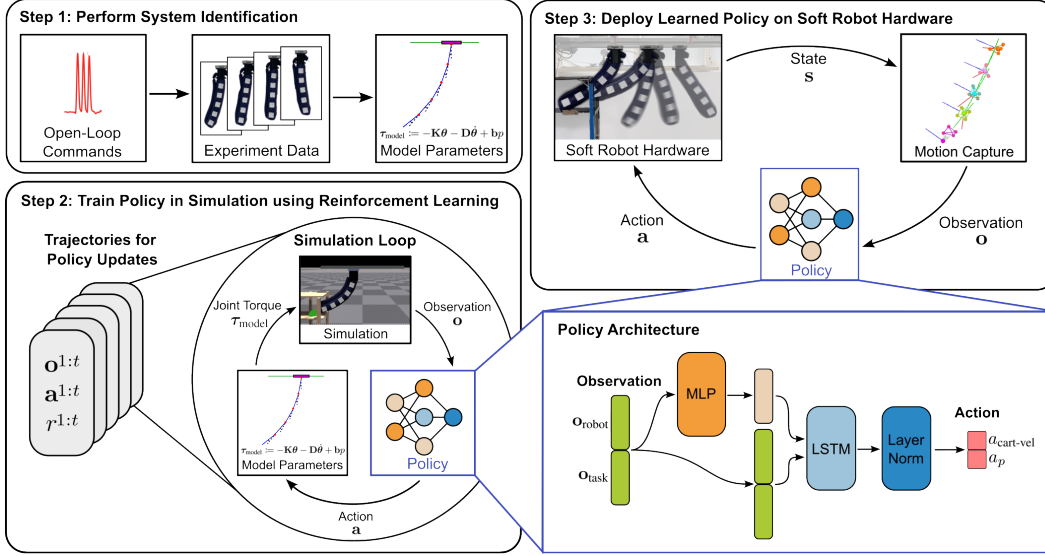 Step 1: Perform System Identification
Open-Loop
Commands
Experiment Data
τmodel := −Kθ − Dθ̇ + bp
Model Parameters
Step 2: Train Policy in Simulation using Reinforcement Learning
Trajectories for
Policy Updates
o1:t
a1:t
r1:t
Simulation Loop
Joint Torque
τmodel
Simulation
Observation
o
τmodel := −Kθ − Dθ̇ + bp
Model Parameters
Policy
Action
a
Step 3: Deploy Learned Policy on Soft Robot Hardware
Soft Robot Hardware
State
s
Motion Capture
Action
a
Policy
Observation
o
Policy Architecture
Observation
orobot
otask
MLP
LSTM
Layer
Norm
Action
acart-vel
ap